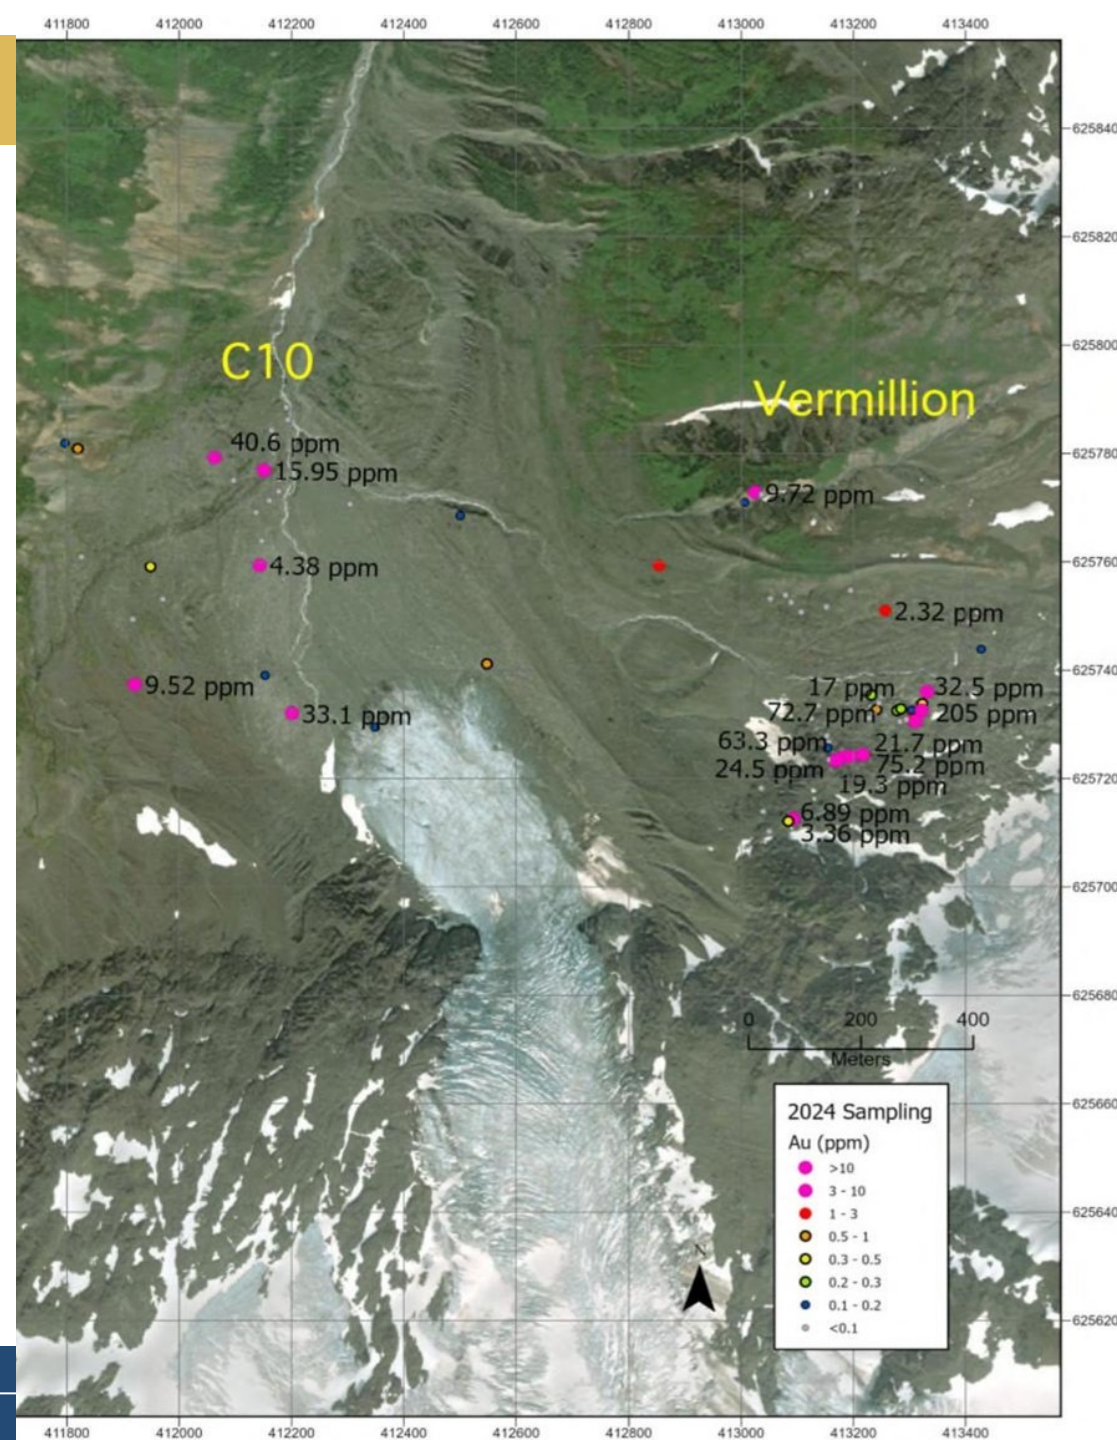 411800 412000 412200 412400 412600 412800 413000 413200 413400
625840
625820
625800
C10
Vermillion
625780
40.6 ppm
15.95 ppm
9.72 ppm
625760
4.38 ppm
2.32 ppm
625740
9.52 ppm
17 ppm 32.5 ppm
33.1 ppm
72.7 ppm 205 ppm
63.3 ppm 21.7 ppm
24.5 ppm 75.2 ppm
625720
19.3 ppm
6.89 ppm
3.36 ppm
625700
625680
0 200 400
Meters
625660
2024 Sampling
Au (ppm)
>10
3 - 10
1 - 3
0.5 - 1
0.3 - 0.5
0.2 - 0.3
0.1 - 0.2
<0.1
625640
N
625620
411800 412000 412200 412400 412600 412800 413000 413200 413400